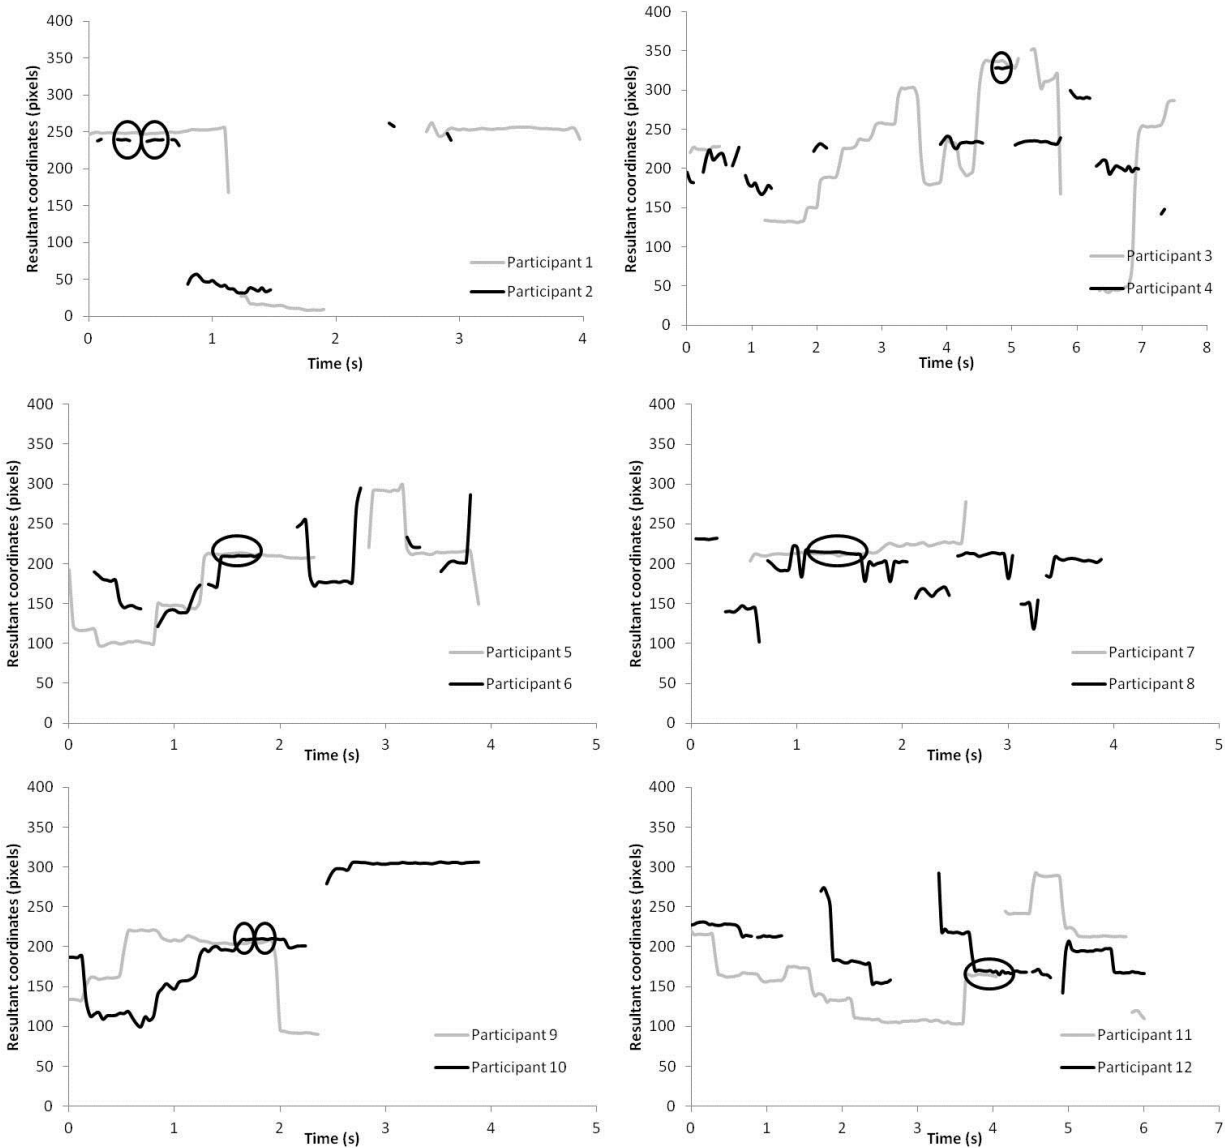 400
350
300
250
200
150
100
50
0
Resultant coordinates (pixels)
Participant 1
Participant 2
0 1 2 3 4
Time (s)
400
350
300
250
200
150
100
50
0
Resultant coordinates (pixels)
Participant 3
Participant 4
0 1 2 3 4 5 6 7 8
Time (s)
400
350
300
250
200
150
100
50
0
Resultant coordinates (pixels)
Participant 5
Participant 6
0 1 2 3 4 5
Time (s)
400
350
300
250
200
150
100
50
0
Resultant coordinates (pixels)
Participant 7
Participant 8
0 1 2 3 4 5
Time (s)
400
350
300
250
200
150
100
50
0
Resultant coordinates (pixels)
Participant 9
Participant 10
0 1 2 3 4 5
Time (s)
400
350
300
250
200
150
100
50
0
Resultant coordinates (pixels)
Participant 11
Participant 12
0 1 2 3 4 5 6 7
Time (s)